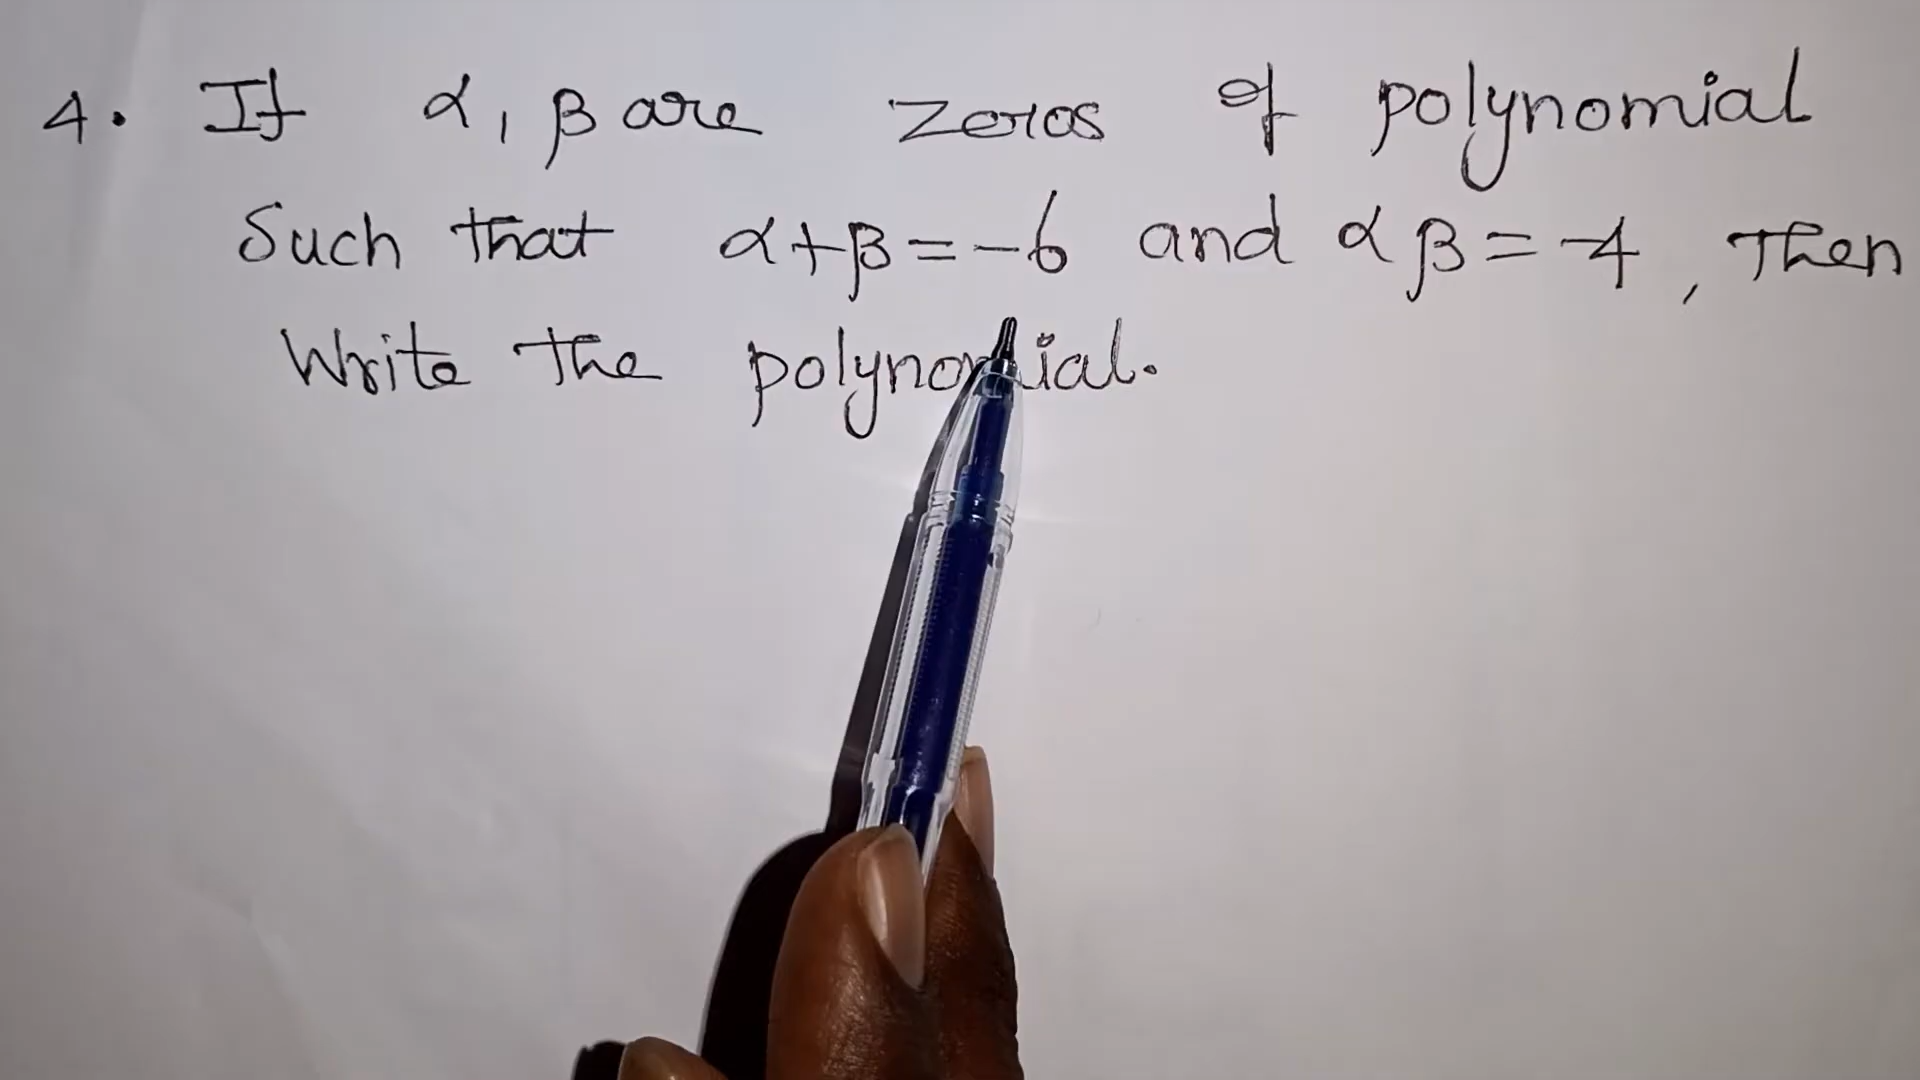 4. If α, β are zeros of polynomial
Such that α+β=-6 and αβ=-4, Then
Write the polynomial.